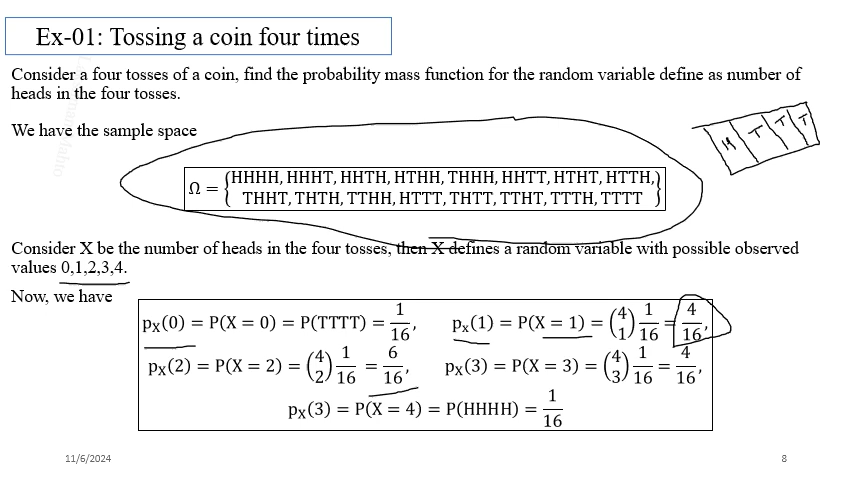 Ex-01: Tossing a coin four times
Consider a four tosses of a coin, find the probability mass function for the random variable define as number of
heads in the four tosses.
We have the sample space
H T T T
Ω = {HHHH, HHHT, HHTH, HTHH, THHH, HHTT, HTHT, HTTH,
THHT, THTH, TTHH, HTTT, THTT, TTHT, TTTH, TTTT}
Consider X be the number of heads in the four tosses, then X defines a random variable with possible observed
values 0,1,2,3,4.
Now, we have
p_X(0) = P(X = 0) = P(TTTT) = 1/16, p_X(1) = P(X = 1) = (4 1) 1/16 = 4/16,
p_X(2) = P(X = 2) = (4 2) 1/16 = 6/16, p_X(3) = P(X = 3) = (4 3) 1/16 = 4/16,
p_X(3) = P(X = 4) = P(HHHH) = 1/16
11/6/2024
8